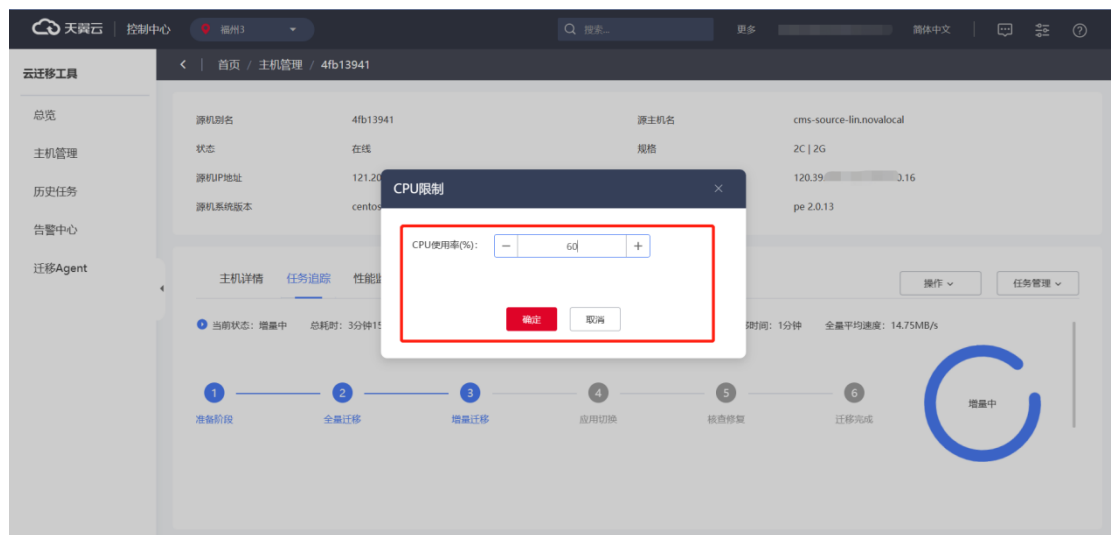 天翼云 控制中心 福州3 搜索... 更多 简体中文
云迁移工具
首页 / 主机管理 / 4fb13941
总览
主机管理
历史任务
告警中心
迁移Agent
源机别名 4fb13941 源主机名 cms-source-lin.novalocal
状态 在线 规格 2C | 2G
源机IP地址 121.20 120.39 0.16
源机系统版本 centos pe 2.0.13
CPU限制
CPU使用率(%): 60
确定 取消
主机详情 任务追踪 性能 操作 任务管理
当前状态: 增量中 总耗时: 3分钟15 时间: 1分钟 全量平均速度: 14.75MB/s
1 2 3 4 5 6
准备阶段 全量迁移 增量迁移 应用切换 核查修复 迁移完成
增量中